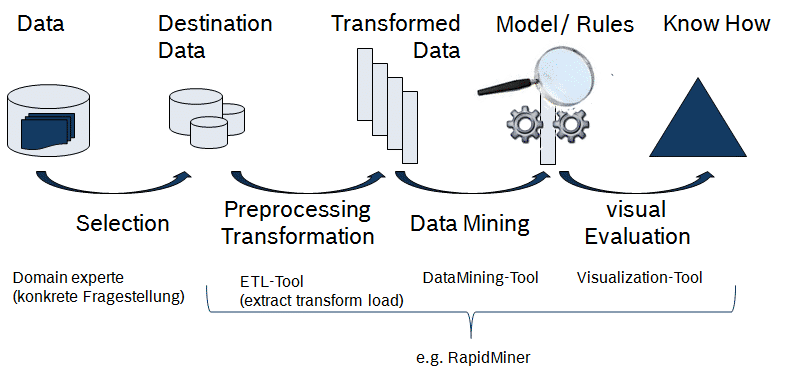 Data
Destination
Data
Transformed
Data
Model / Rules
Know How
Selection
Preprocessing
Transformation
Data Mining
visual
Evaluation
Domain experte
(konkrete Fragestellung)
ETL-Tool
(extract transform load)
DataMining-Tool
Visualization-Tool
e.g. RapidMiner